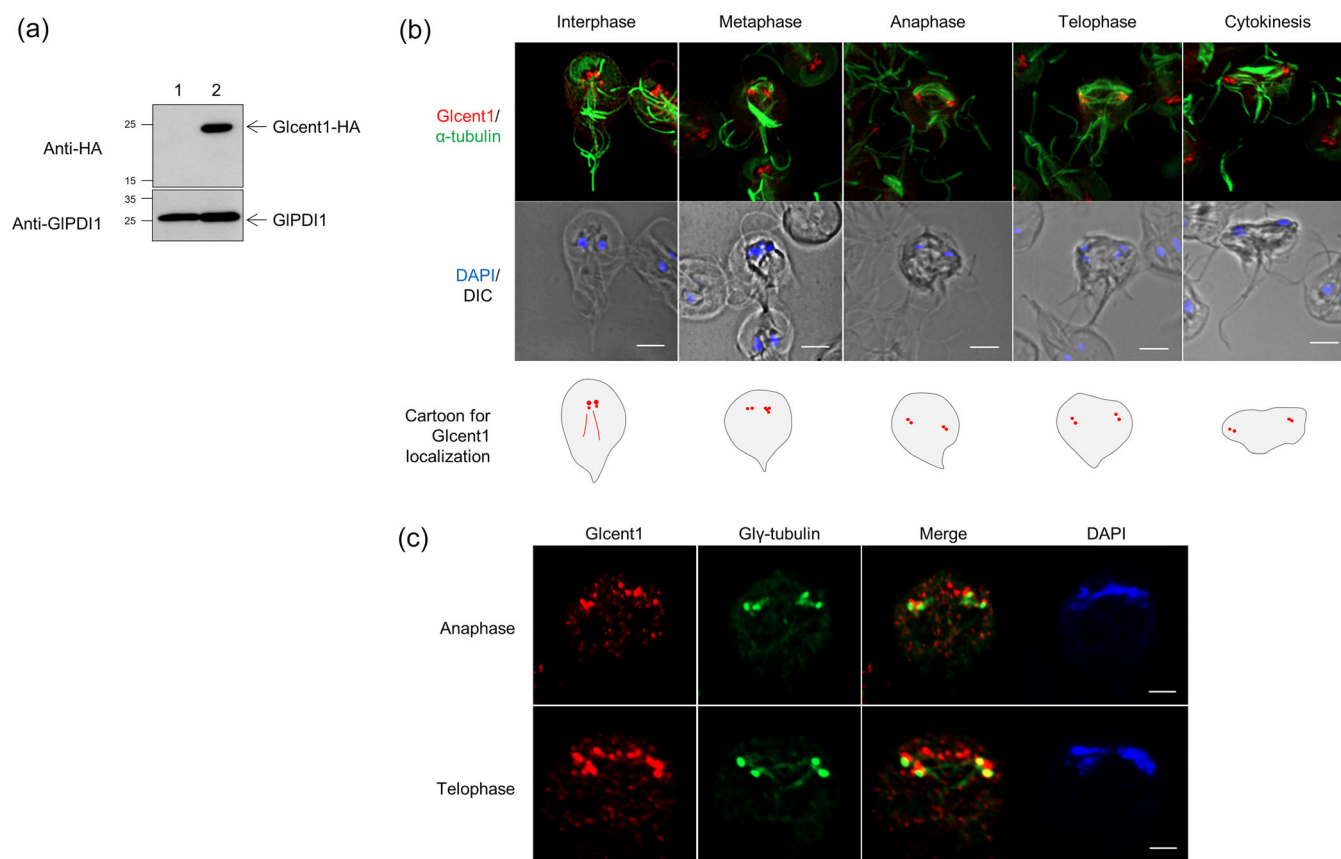 (a)
1 2
25
Anti-HA
Glcent1-HA
15
35
Anti-GlPDI1
25
GlPDI1
(b)
Interphase Metaphase Anaphase Telophase Cytokinesis
Glcent1/
α-tubulin
DAPI/
DIC
Cartoon for
Glcent1
localization
(c)
Glcent1 Glγ-tubulin Merge DAPI
Anaphase
Telophase